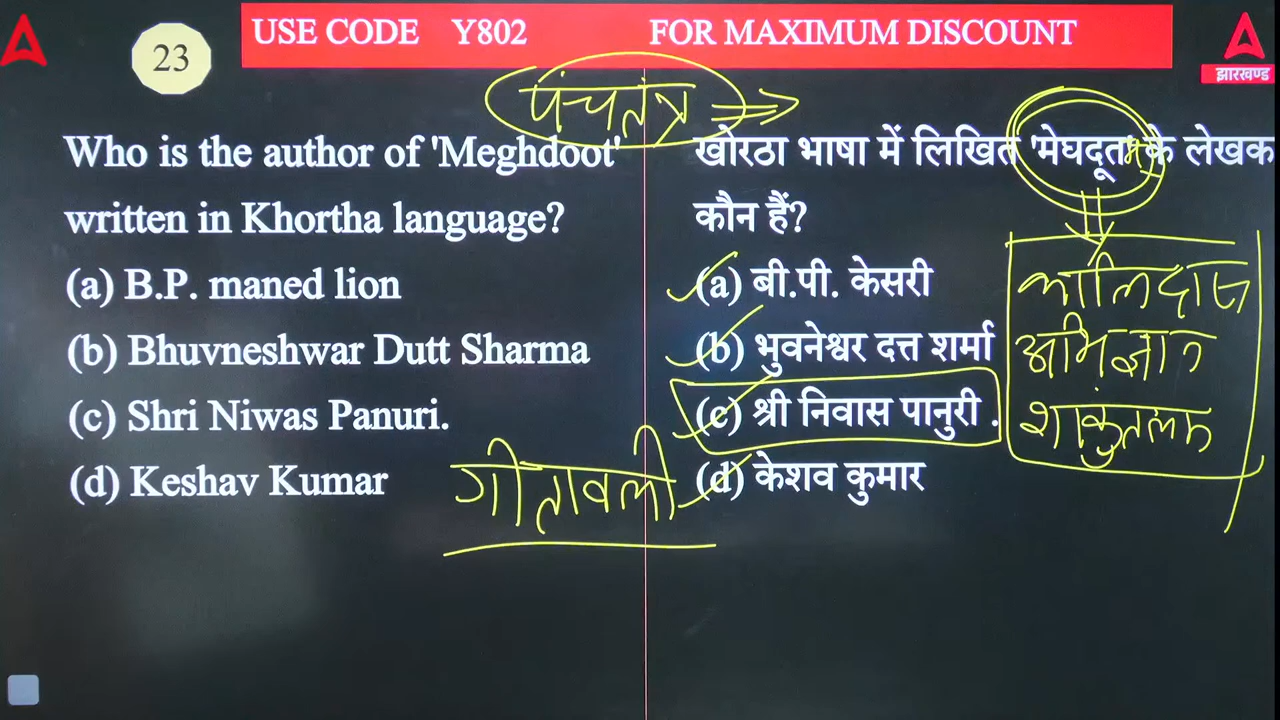 USE CODE Y802 FOR MAXIMUM DISCOUNT
23
झारखण्ड
पंचतंत्र
Who is the author of 'Meghdoot'
written in Khortha language?
(a) B.P. maned lion
(b) Bhuvneshwar Dutt Sharma
(c) Shri Niwas Panuri.
(d) Keshav Kumar
खोरठा भाषा में लिखित 'मेघदूतम्' के लेखक
कौन हैं?
(a) बी.पी. केसरी
(b) भुवनेश्वर दत्त शर्मा
(c) श्री निवास पानुरी .
(d) केशव कुमार
कालिदास
अभिज्ञान
शाकुंतलम
गीतावली